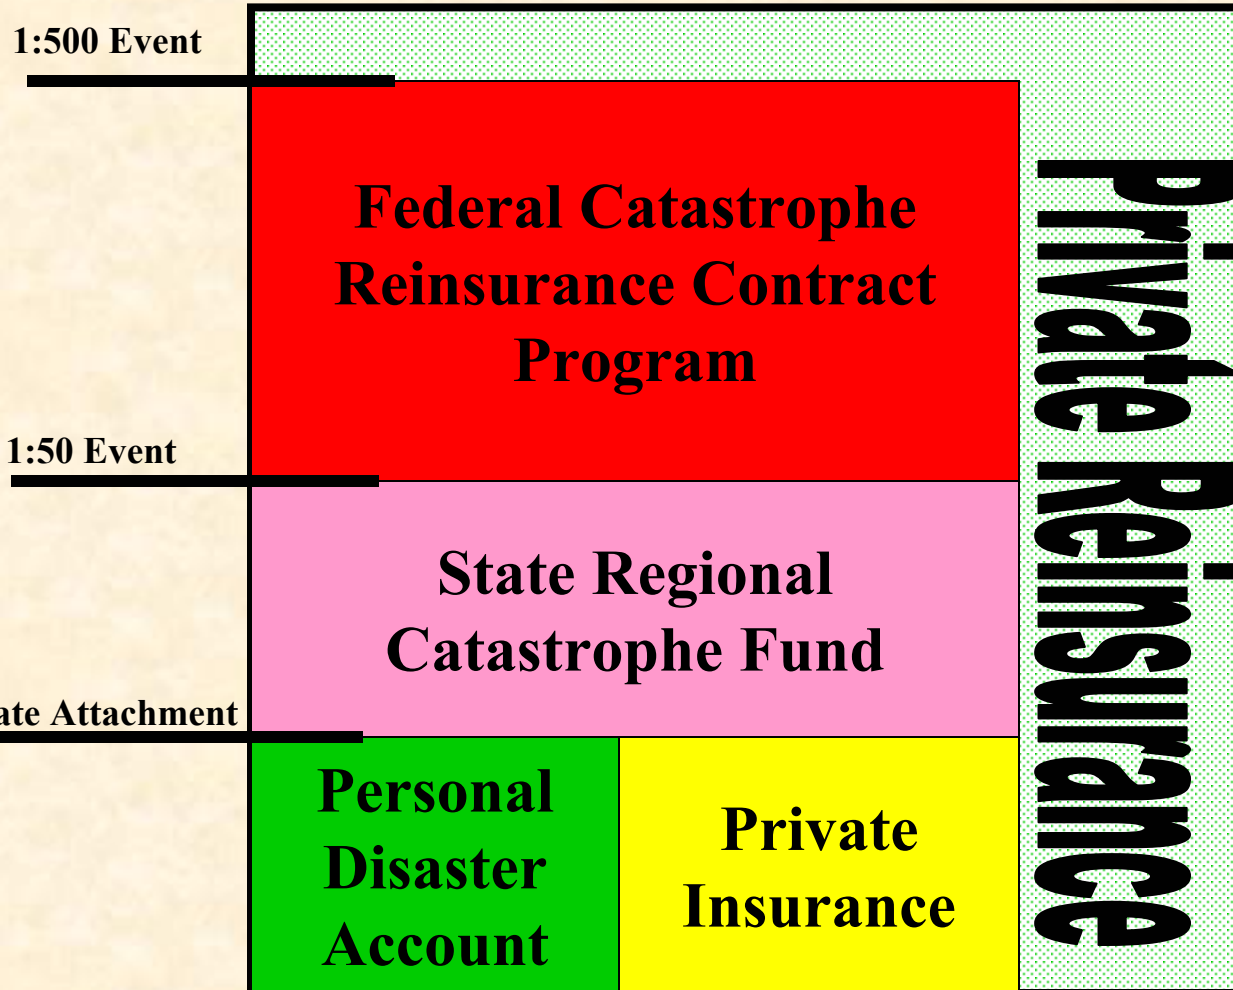 1:500 Event
Federal Catastrophe
Reinsurance Contract
Program
1:50 Event
State Regional
Catastrophe Fund
Attachment
Personal
Disaster
Account
Private
Insurance
Private Reinsurance